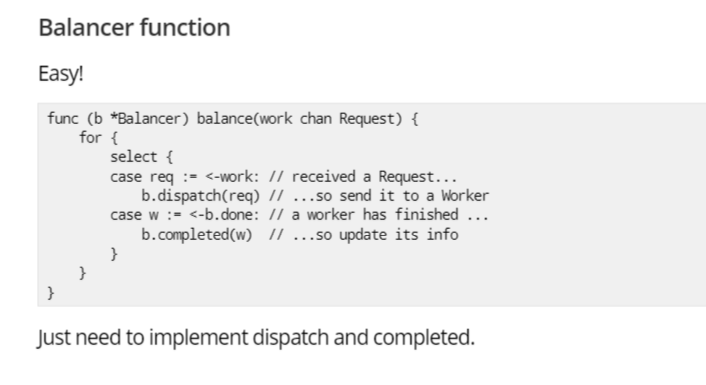 Balancer function
Easy!
func (b *Balancer) balance(work chan Request) {
    for {
        select {
        case req := <-work: // received a Request...
            b.dispatch(req) // ...so send it to a Worker
        case w := <-b.done: // a worker has finished ...
            b.completed(w)  // ...so update its info
        }
    }
}
Just need to implement dispatch and completed.